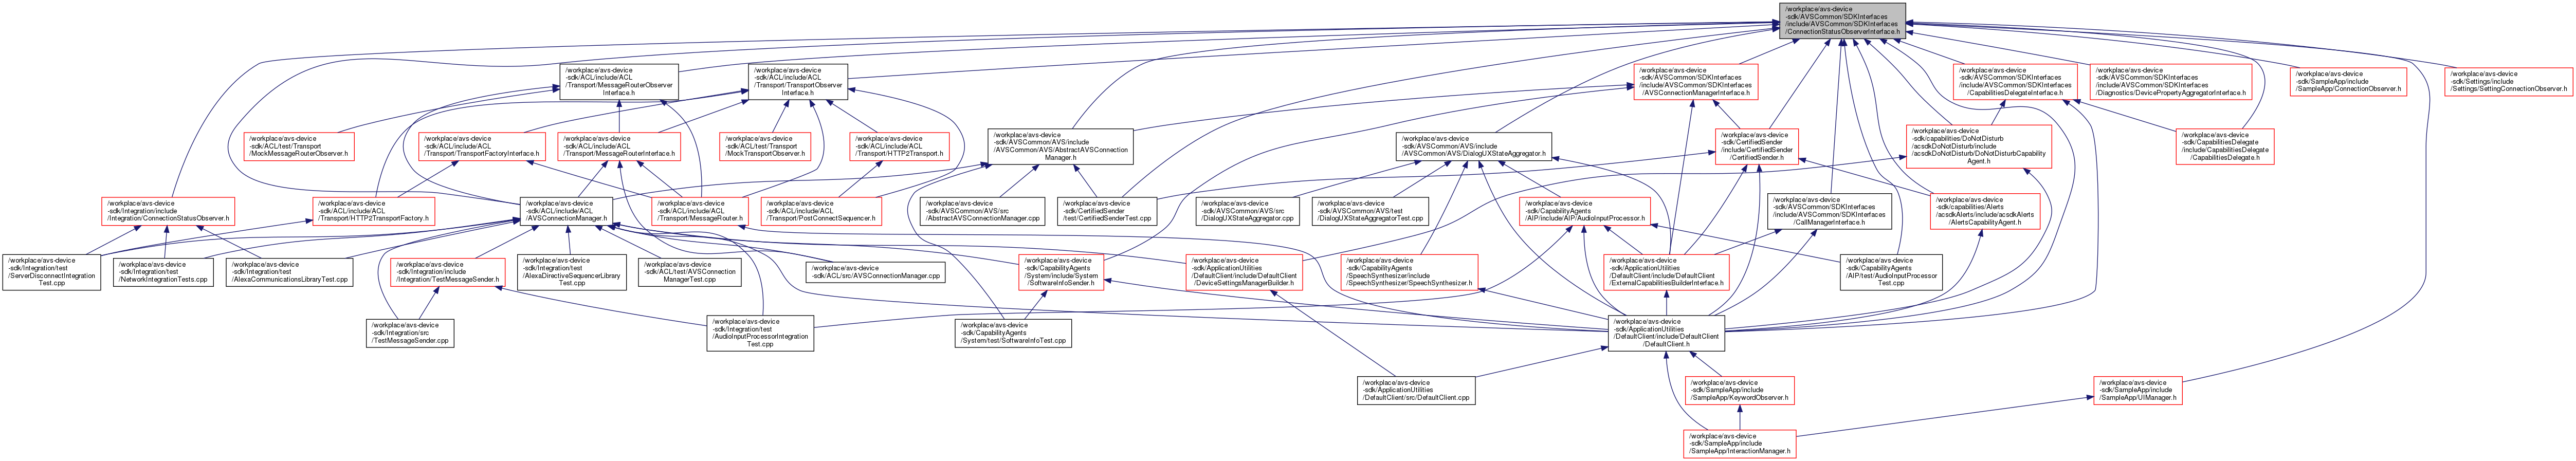 /workplace/avs-device
-sdk/AVSCommon/SDKInterfaces
/include/AVSCommon/SDKInterfaces
/ConnectionStatusObserverInterface.h
/workplace/avs-device
-sdk/ACL/include/ACL
/Transport/MessageRouterObserver
Interface.h
/workplace/avs-device
-sdk/ACL/include/ACL
/Transport/TransportObserver
Interface.h
/workplace/avs-device
-sdk/AVSCommon/SDKInterfaces
/include/AVSCommon/SDKInterfaces
/AVSConnectionManagerInterface.h
/workplace/avs-device
-sdk/AVSCommon/SDKInterfaces
/include/AVSCommon/SDKInterfaces
/CapabilitiesDelegateInterface.h
/workplace/avs-device
-sdk/AVSCommon/SDKInterfaces
/include/AVSCommon/SDKInterfaces
/Diagnostics/DevicePropertyAggregatorInterface.h
/workplace/avs-device
-sdk/SampleApp/include
/SampleApp/ConnectionObserver.h
/workplace/avs-device
-sdk/Settings/include
/Settings/SettingConnectionObserver.h
/workplace/avs-device
-sdk/ACL/test/Transport
/MockMessageRouterObserver.h
/workplace/avs-device
-sdk/ACL/include/ACL
/Transport/TransportFactoryInterface.h
/workplace/avs-device
-sdk/ACL/include/ACL
/Transport/MessageRouterInterface.h
/workplace/avs-device
-sdk/ACL/test/Transport
/MockTransportObserver.h
/workplace/avs-device
-sdk/ACL/include/ACL
/Transport/HTTP2Transport.h
/workplace/avs-device
-sdk/AVSCommon/AVS/include
/AVSCommon/AVS/AbstractAVSConnection
Manager.h
/workplace/avs-device
-sdk/AVSCommon/AVS/include
/AVSCommon/AVS/DialogUXStateAggregator.h
/workplace/avs-device
-sdk/CertifiedSender
/include/CertifiedSender
/CertifiedSender.h
/workplace/avs-device
-sdk/capabilities/DoNotDisturb
/acsdkDoNotDisturb/include
/acsdkDoNotDisturb/DoNotDisturbCapability
Agent.h
/workplace/avs-device
-sdk/CapabilitiesDelegate
/include/CapabilitiesDelegate
/CapabilitiesDelegate.h
/workplace/avs-device
-sdk/Integration/include
/Integration/ConnectionStatusObserver.h
/workplace/avs-device
-sdk/ACL/include/ACL
/Transport/HTTP2TransportFactory.h
/workplace/avs-device
-sdk/ACL/include/ACL
/AVSConnectionManager.h
/workplace/avs-device
-sdk/ACL/include/ACL
/Transport/MessageRouter.h
/workplace/avs-device
-sdk/ACL/include/ACL
/Transport/PostConnectSequencer.h
/workplace/avs-device
-sdk/AVSCommon/AVS/src
/AbstractAVSConnectionManager.cpp
/workplace/avs-device
-sdk/CertifiedSender
/test/CertifiedSenderTest.cpp
/workplace/avs-device
-sdk/AVSCommon/AVS/src
/DialogUXStateAggregator.cpp
/workplace/avs-device
-sdk/AVSCommon/AVS/test
/DialogUXStateAggregatorTest.cpp
/workplace/avs-device
-sdk/CapabilityAgents
/AIP/include/AIP/AudioInputProcessor.h
/workplace/avs-device
-sdk/AVSCommon/SDKInterfaces
/include/AVSCommon/SDKInterfaces
/CallManagerInterface.h
/workplace/avs-device
-sdk/capabilities/Alerts
/acsdkAlerts/include/acsdkAlerts
/AlertsCapabilityAgent.h
/workplace/avs-device
-sdk/Integration/test
/ServerDisconnectIntegration
Test.cpp
/workplace/avs-device
-sdk/Integration/test
/NetworkIntegrationTests.cpp
/workplace/avs-device
-sdk/Integration/test
/AlexaCommunicationsLibraryTest.cpp
/workplace/avs-device
-sdk/Integration/include
/Integration/TestMessageSender.h
/workplace/avs-device
-sdk/Integration/test
/AlexaDirectiveSequencerLibrary
Test.cpp
/workplace/avs-device
-sdk/ACL/test/AVSConnection
ManagerTest.cpp
/workplace/avs-device
-sdk/ACL/src/AVSConnectionManager.cpp
/workplace/avs-device
-sdk/CapabilityAgents
/System/include/System
/SoftwareInfoSender.h
/workplace/avs-device
-sdk/ApplicationUtilities
/DefaultClient/include/DefaultClient
/DeviceSettingsManagerBuilder.h
/workplace/avs-device
-sdk/CapabilityAgents
/SpeechSynthesizer/include
/SpeechSynthesizer/SpeechSynthesizer.h
/workplace/avs-device
-sdk/ApplicationUtilities
/DefaultClient/include/DefaultClient
/ExternalCapabilitiesBuilderInterface.h
/workplace/avs-device
-sdk/CapabilityAgents
/AIP/test/AudioInputProcessor
Test.cpp
/workplace/avs-device
-sdk/Integration/src
/TestMessageSender.cpp
/workplace/avs-device
-sdk/Integration/test
/AudioInputProcessorIntegration
Test.cpp
/workplace/avs-device
-sdk/CapabilityAgents
/System/test/SoftwareInfoTest.cpp
/workplace/avs-device
-sdk/ApplicationUtilities
/DefaultClient/include/DefaultClient
/DefaultClient.h
/workplace/avs-device
-sdk/ApplicationUtilities
/DefaultClient/src/DefaultClient.cpp
/workplace/avs-device
-sdk/SampleApp/include
/SampleApp/KeywordObserver.h
/workplace/avs-device
-sdk/SampleApp/include
/SampleApp/UIManager.h
/workplace/avs-device
-sdk/SampleApp/include
/SampleApp/InteractionManager.h